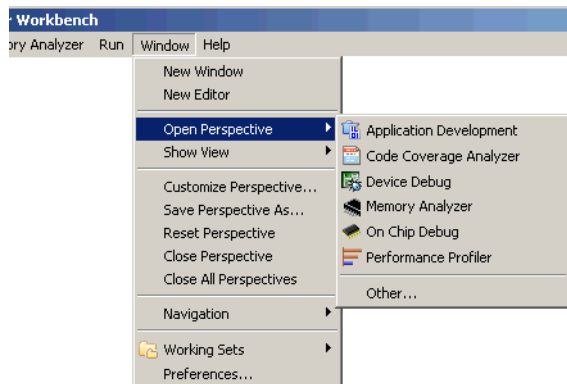 Workbench
Analyzer Run Window Help
New Window
New Editor
Open Perspective
Show View
Customize Perspective...
Save Perspective As...
Reset Perspective
Close Perspective
Close All Perspectives
Navigation
Working Sets
Preferences...
Application Development
Code Coverage Analyzer
Device Debug
Memory Analyzer
On Chip Debug
Performance Profiler
Other...